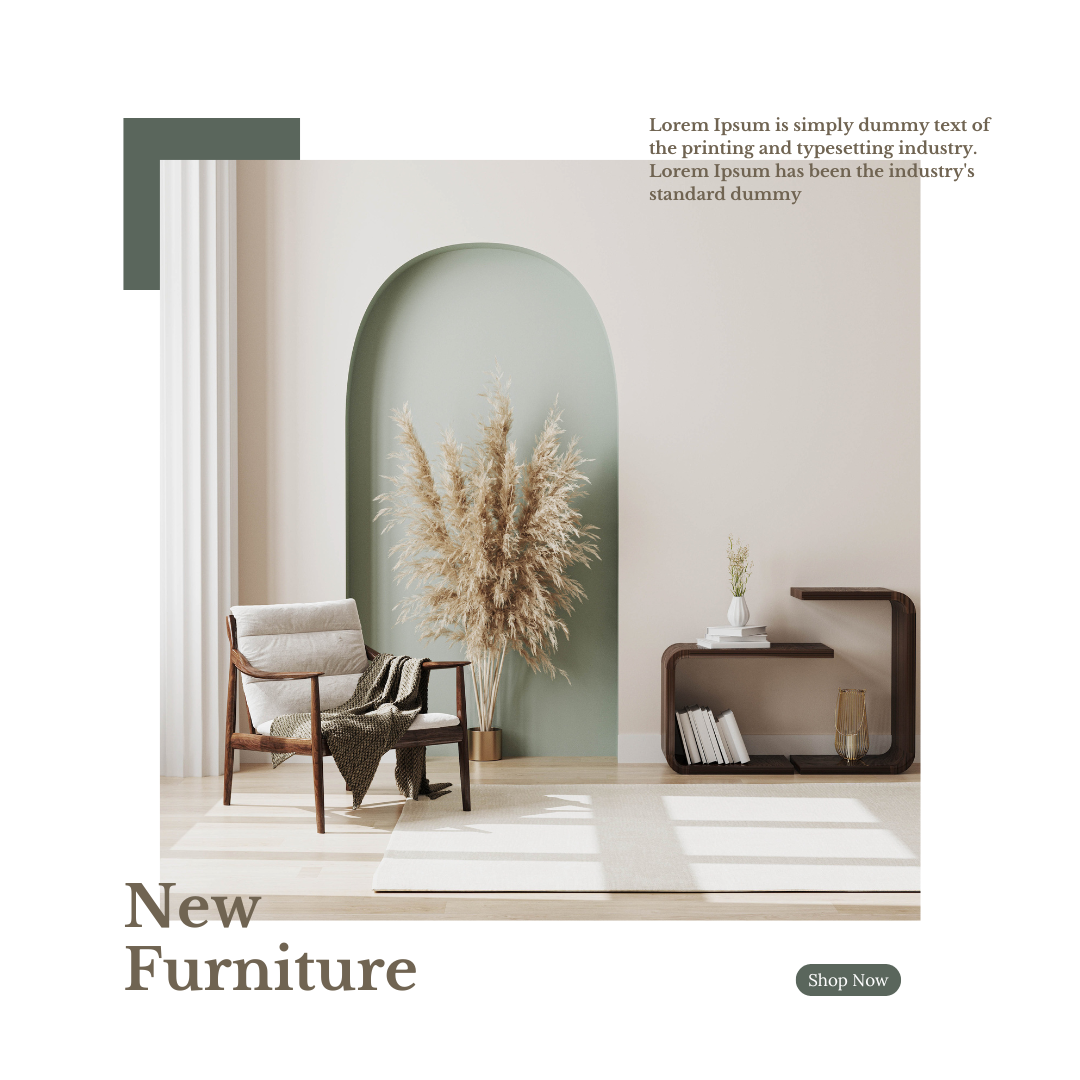 Lorem Ipsum is simply dummy text of
the printing and typesetting industry.
Lorem Ipsum has been the industry's
standard dummy
New
Furniture
Shop Now